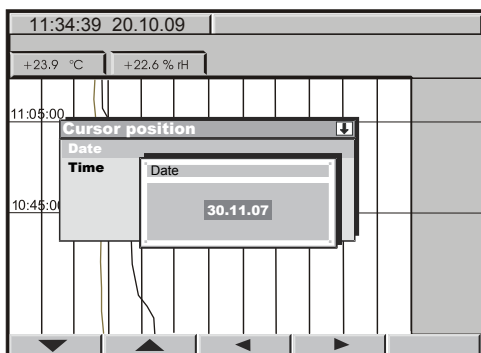 11:34:39 20.10.09
+23.9 °C +22.6 % rH
11:05:00
Cursor position
Date
Time
Date
10:45:0
30.11.07